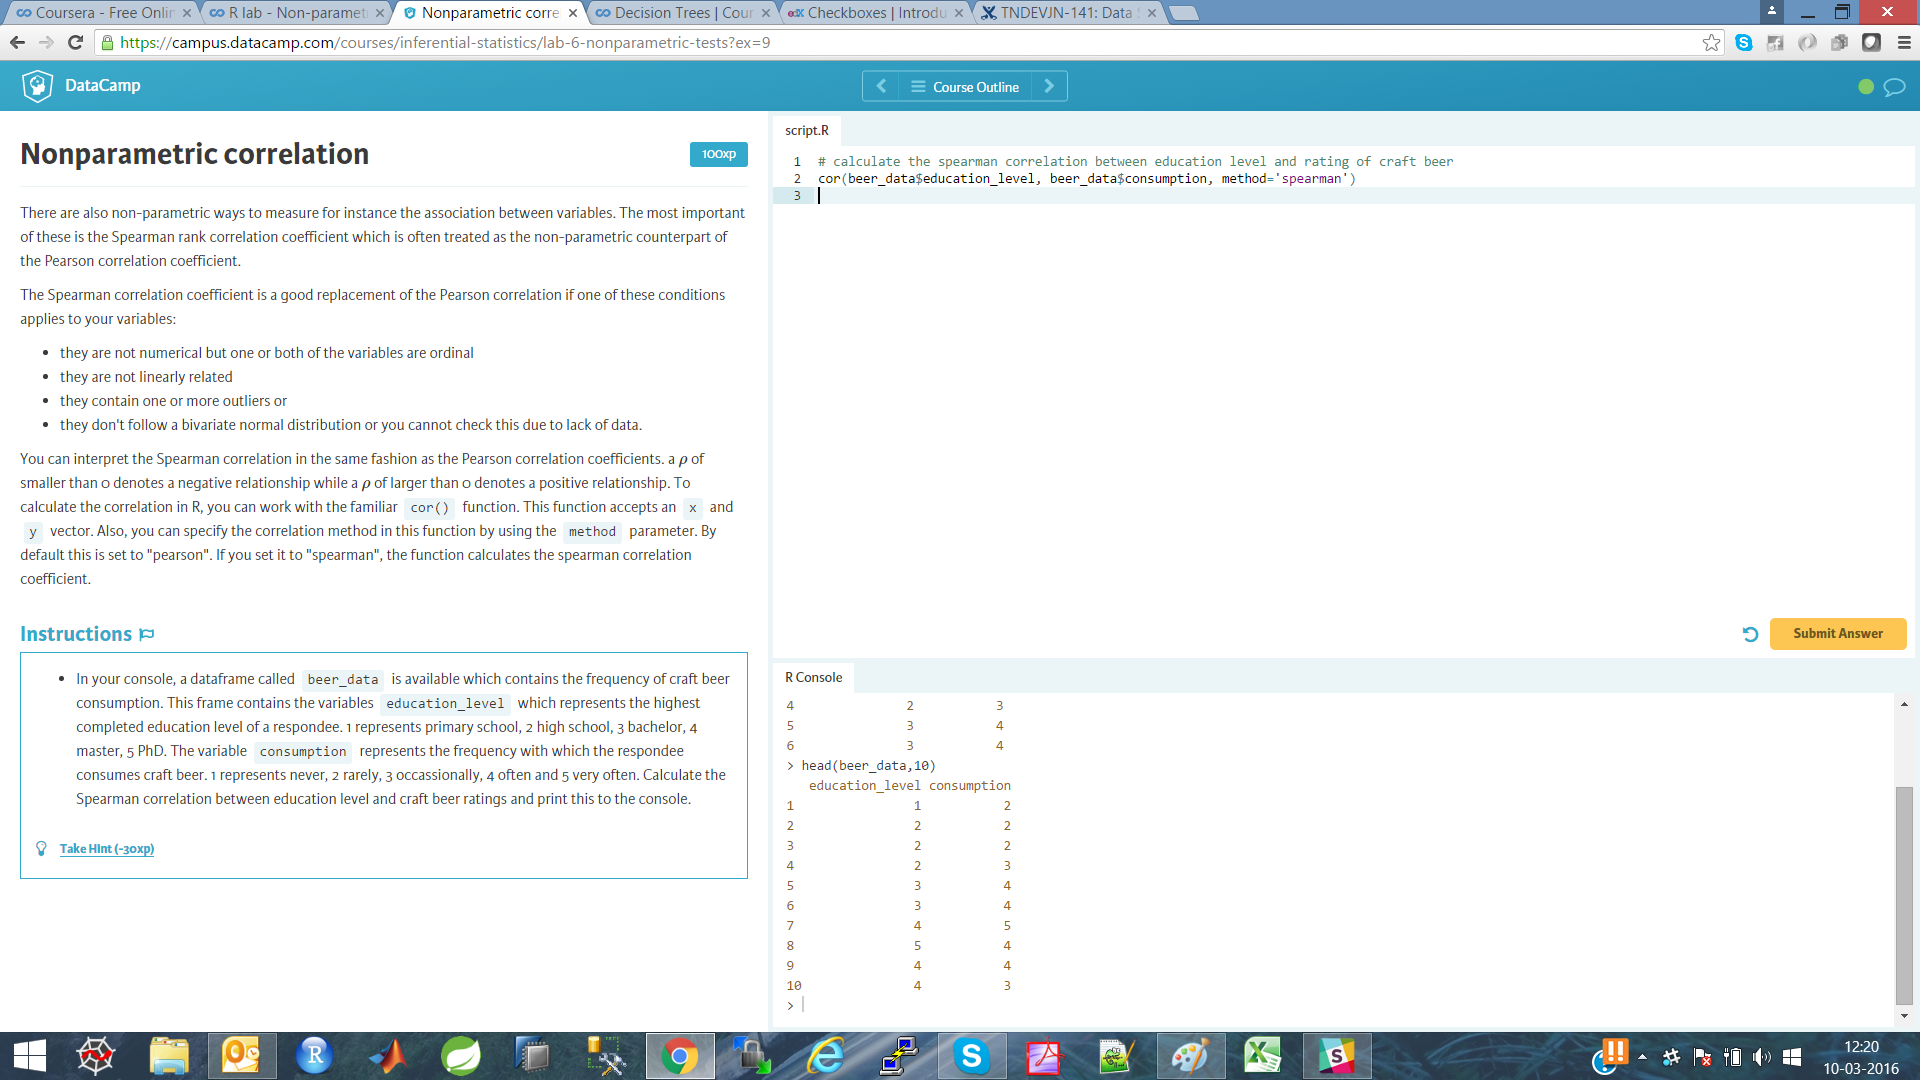 Coursera - Free Onlin
R lab - Non-paramet
Nonparametric corre
Decision Trees | Cour
edX Checkboxes | Introdu
TNDEVJN-141: Data S
https://campus.datacamp.com/courses/inferential-statistics/lab-6-nonparametric-tests?ex=9
DataCamp
Course Outline
Nonparametric correlation
100xp
There are also non-parametric ways to measure for instance the association between variables. The most important
of these is the Spearman rank correlation coefficient which is often treated as the non-parametric counterpart of
the Pearson correlation coefficient.
The Spearman correlation coefficient is a good replacement of the Pearson correlation if one of these conditions
applies to your variables:
• they are not numerical but one or both of the variables are ordinal
• they are not linearly related
• they contain one or more outliers or
• they don't follow a bivariate normal distribution or you cannot check this due to lack of data.
You can interpret the Spearman correlation in the same fashion as the Pearson correlation coefficients. a ρ of
smaller than 0 denotes a negative relationship while a ρ of larger than 0 denotes a positive relationship. To
calculate the correlation in R, you can work with the familiar cor() function. This function accepts an x and
y vector. Also, you can specify the correlation method in this function by using the method parameter. By
default this is set to "pearson". If you set it to "spearman", the function calculates the spearman correlation
coefficient.
Instructions
• In your console, a dataframe called beer_data is available which contains the frequency of craft beer
consumption. This frame contains the variables education_level which represents the highest
completed education level of a respondee. 1 represents primary school, 2 high school, 3 bachelor, 4
master, 5 PhD. The variable consumption represents the frequency with which the respondee
consumes craft beer. 1 represents never, 2 rarely, 3 occassionally, 4 often and 5 very often. Calculate the
Spearman correlation between education level and craft beer ratings and print this to the console.
Take Hint (-30xp)
script.R
1 # calculate the spearman correlation between education level and rating of craft beer
2 cor(beer_data$education_level, beer_data$consumption, method='spearman')
3
Submit Answer
R Console
4 2 3
5 3 4
6 3 4
> head(beer_data,10)
education_level consumption
1 1 2
2 2 2
3 2 2
4 2 3
5 3 4
6 3 4
7 4 5
8 5 4
9 4 4
10 4 3
>
12:20
10-03-2016